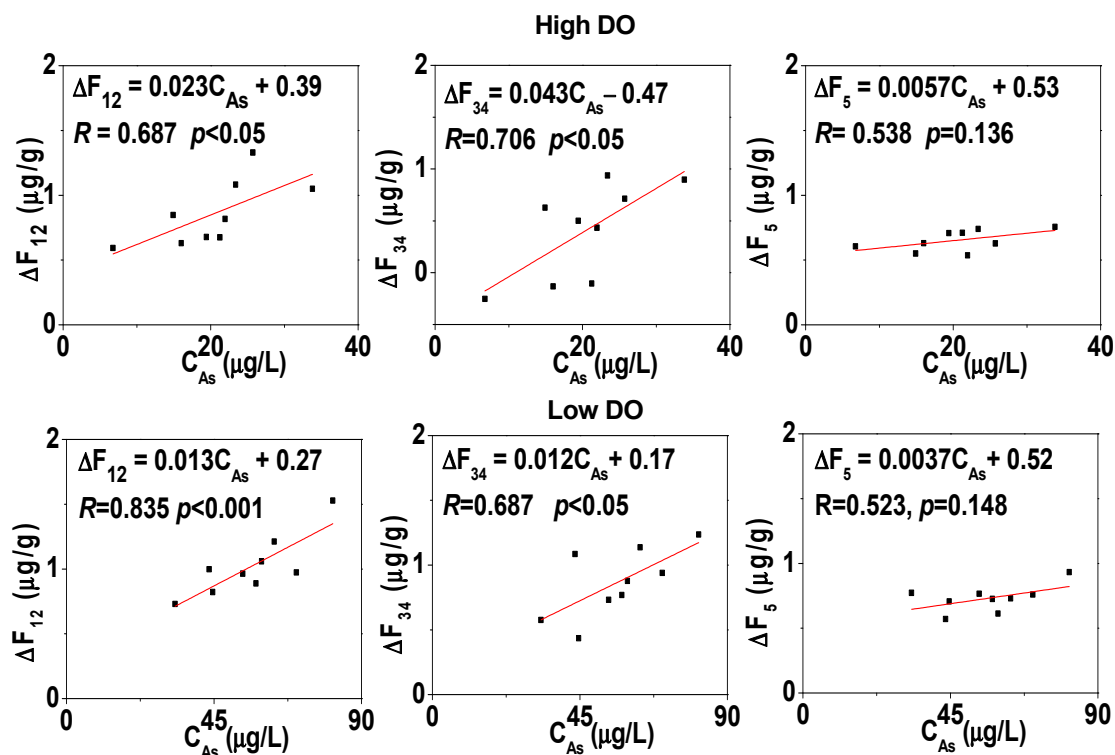 High DO
ΔF12 = 0.023CAs + 0.39
R = 0.687 p<0.05
2
1
0
ΔF12 (μg/g)
0 20 40
CAs (μg/L)
ΔF34 = 0.043CAs – 0.47
R=0.706 p<0.05
2
1
0
ΔF34 (μg/g)
0 20 40
CAs (μg/L)
ΔF5 = 0.0057CAs + 0.53
R= 0.538 p=0.136
2
1
0
ΔF5 (μg/g)
0 20 40
CAs (μg/L)
Low DO
ΔF12 = 0.013CAs + 0.27
R=0.835 p<0.001
2
1
0
ΔF12 (μg/g)
0 45 90
CAs (μg/L)
ΔF34 = 0.012CAs + 0.17
R=0.687 p<0.05
2
1
0
ΔF34 (μg/g)
0 45 90
CAs (μg/L)
ΔF5 = 0.0037CAs + 0.52
R=0.523, p=0.148
2
1
0
ΔF5 (μg/g)
0 45 90
CAs (μg/L)